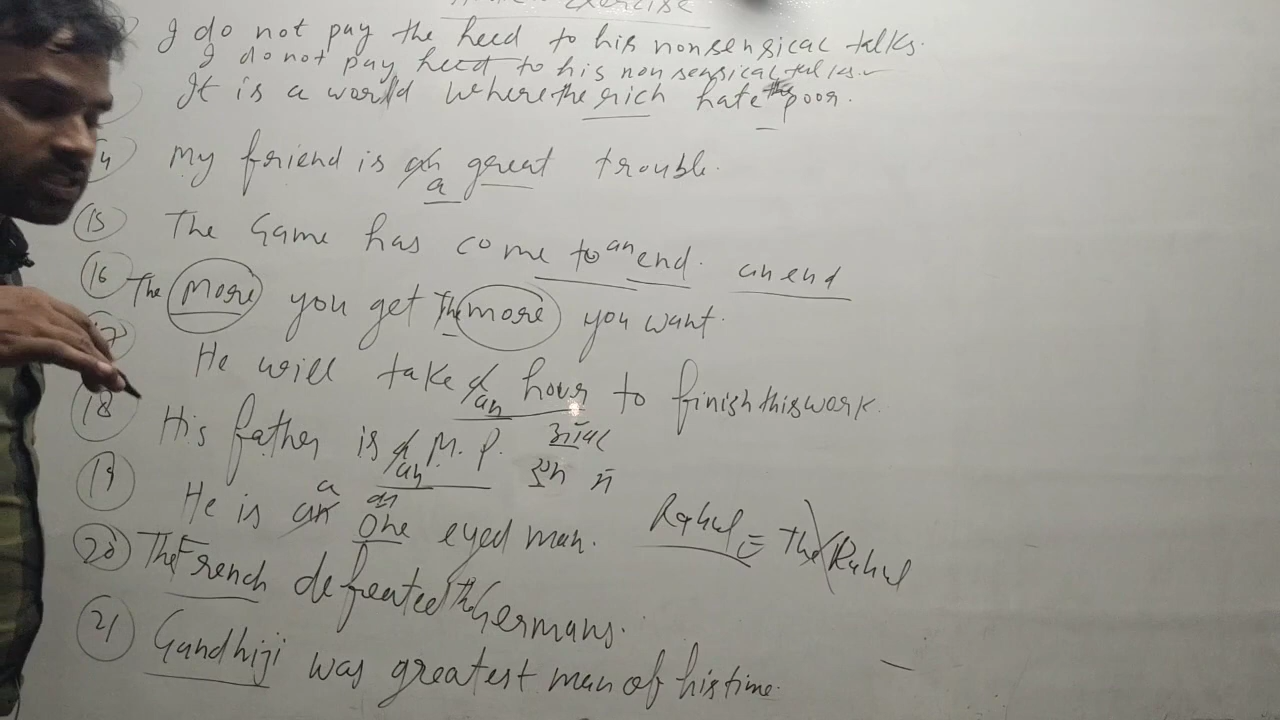 Exercise
I do not pay the heed to his nonsensical talks.
I do not pay heed to his nonsensical talks.
It is a world where the rich hate the poor.
4 My friend is an a great trouble.
15 The Game has come to an end. an end
16 The more you get the more you want.
17 He will take a an hour to finish this work.
18 His father is a an M.P.
19 He is an a one eyed man. Rahul = The Rahul
20 The French defeated the Germans.
21 Gandhiji was greatest man of his time.